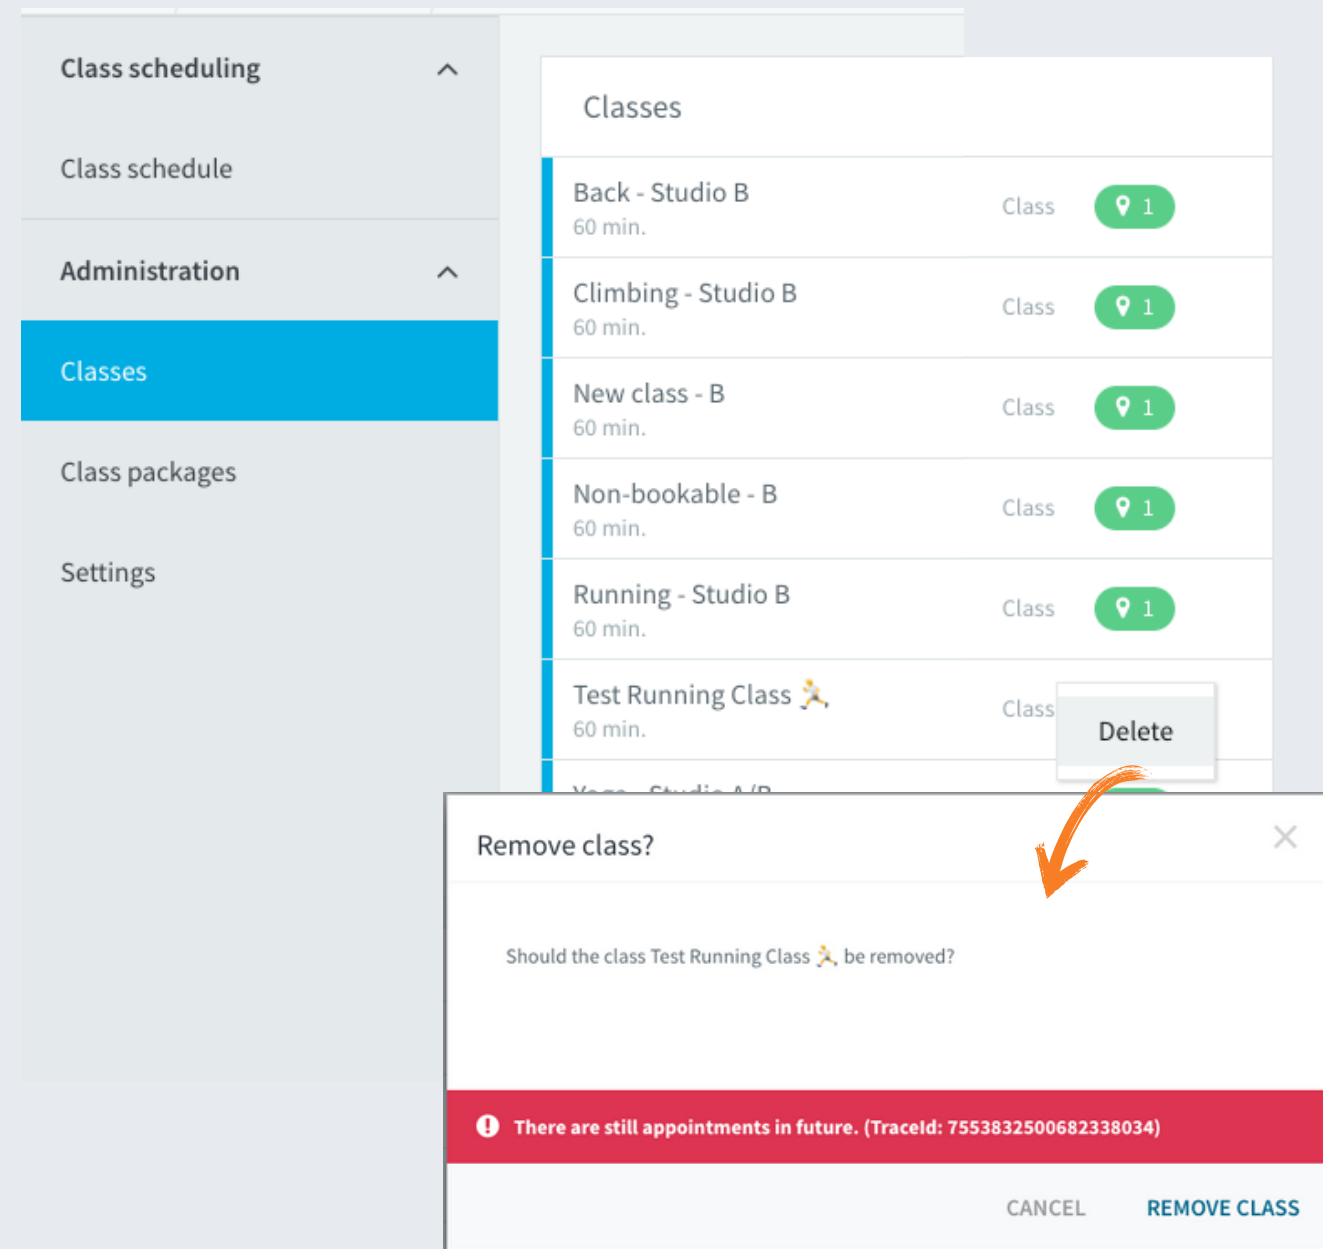 Class scheduling
Class schedule
Administration
Classes
Class packages
Settings
Classes
Back - Studio B
60 min.
Class
1
Climbing - Studio B
60 min.
Class
1
New class - B
60 min.
Class
1
Non-bookable - B
60 min.
Class
1
Running - Studio B
60 min.
Class
1
Test Running Class 🏃
60 min.
Class
Delete
Yoga - Studio A/B
Remove class?
Should the class Test Running Class 🏃 be removed?
There are still appointments in future. (TraceId: 7553832500682338034)
CANCEL
REMOVE CLASS